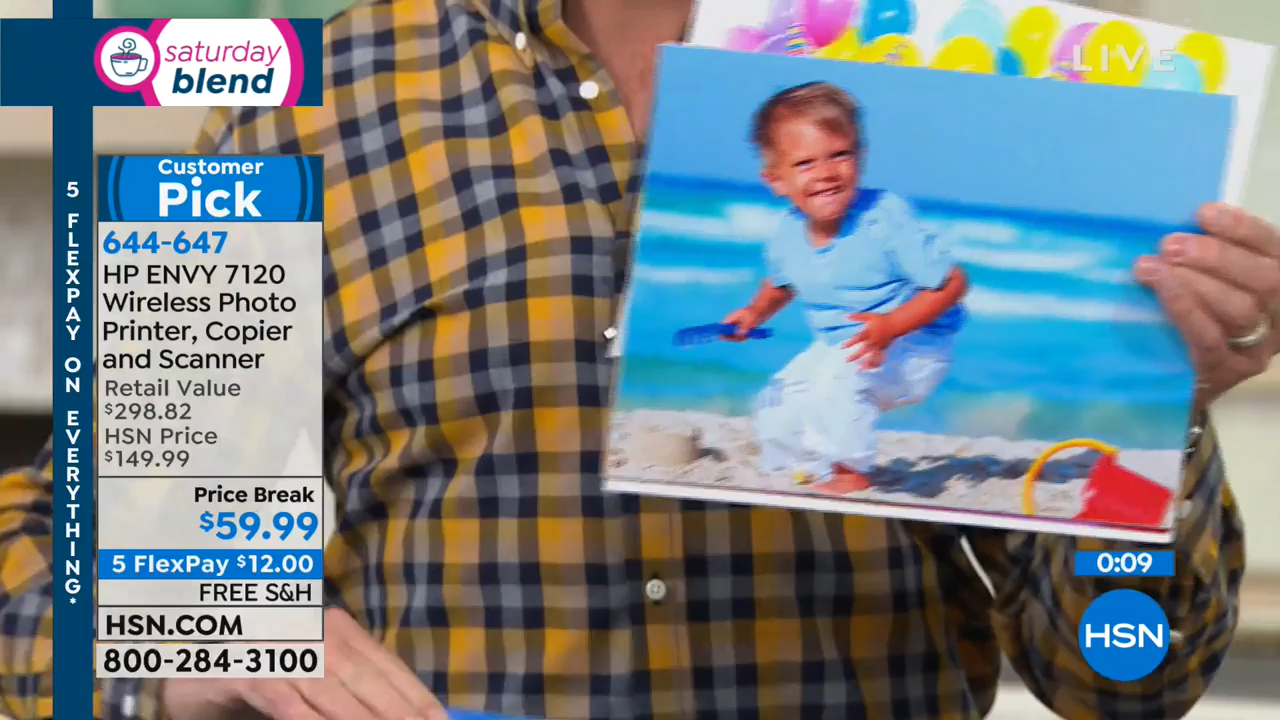 saturday
blend
LIVE
5 FLEXPAY ON EVERYTHING*
Customer
Pick
644-647
HP ENVY 7120
Wireless Photo
Printer, Copier
and Scanner
Retail Value
$298.82
HSN Price
$149.99
Price Break
$59.99
5 FlexPay $12.00
FREE S&H
HSN.COM
800-284-3100
0:09
HSN